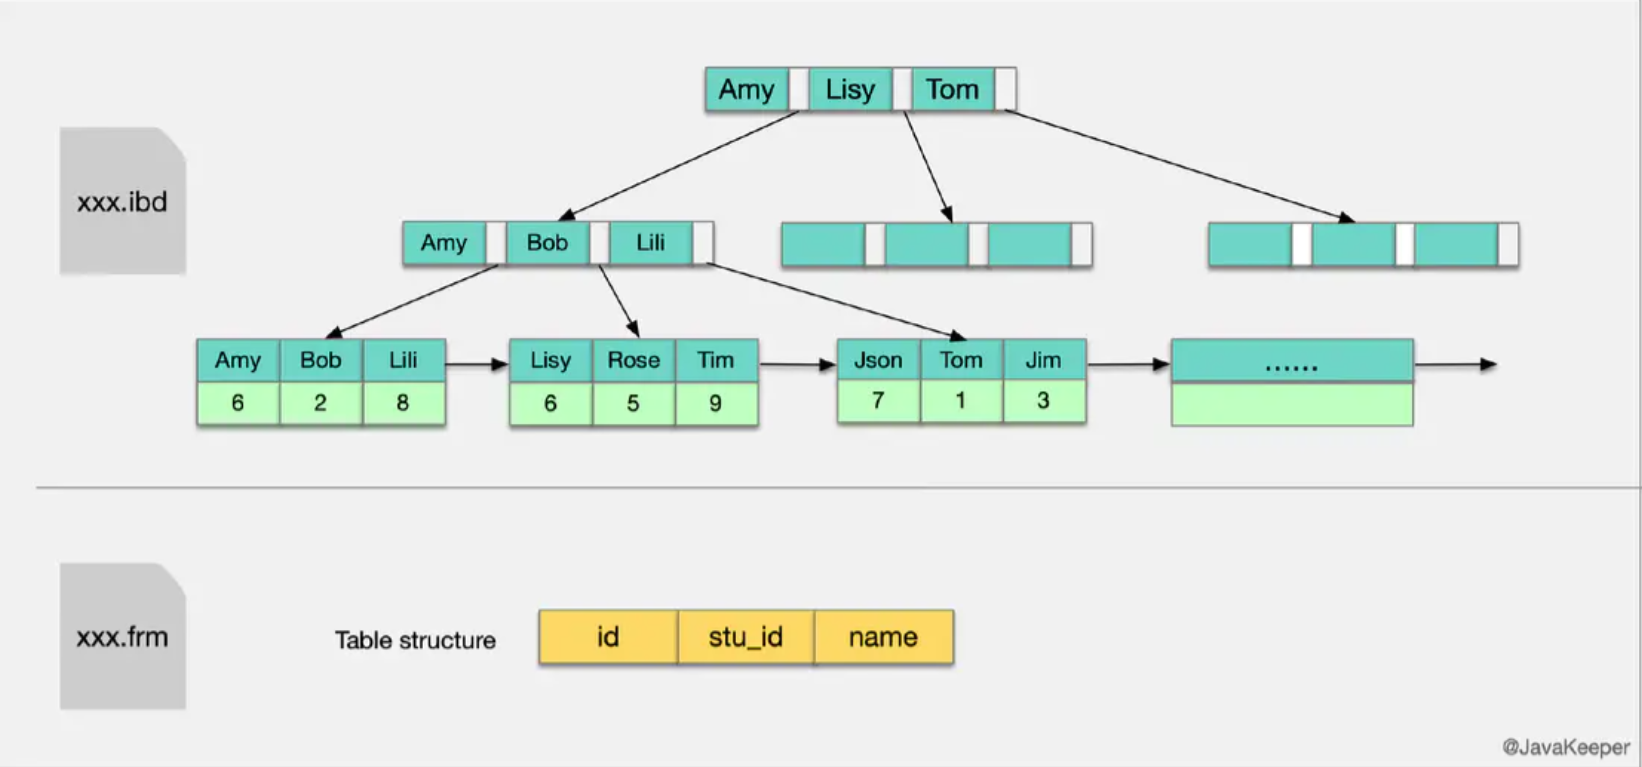 Amy Lisy Tom
xxx.ibd
Amy Bob Lili
Amy Bob Lili Lisy Rose Tim Json Tom Jim ......
6 2 8 6 5 9 7 1 3
xxx.frm
Table structure id stu_id name
@JavaKeeper